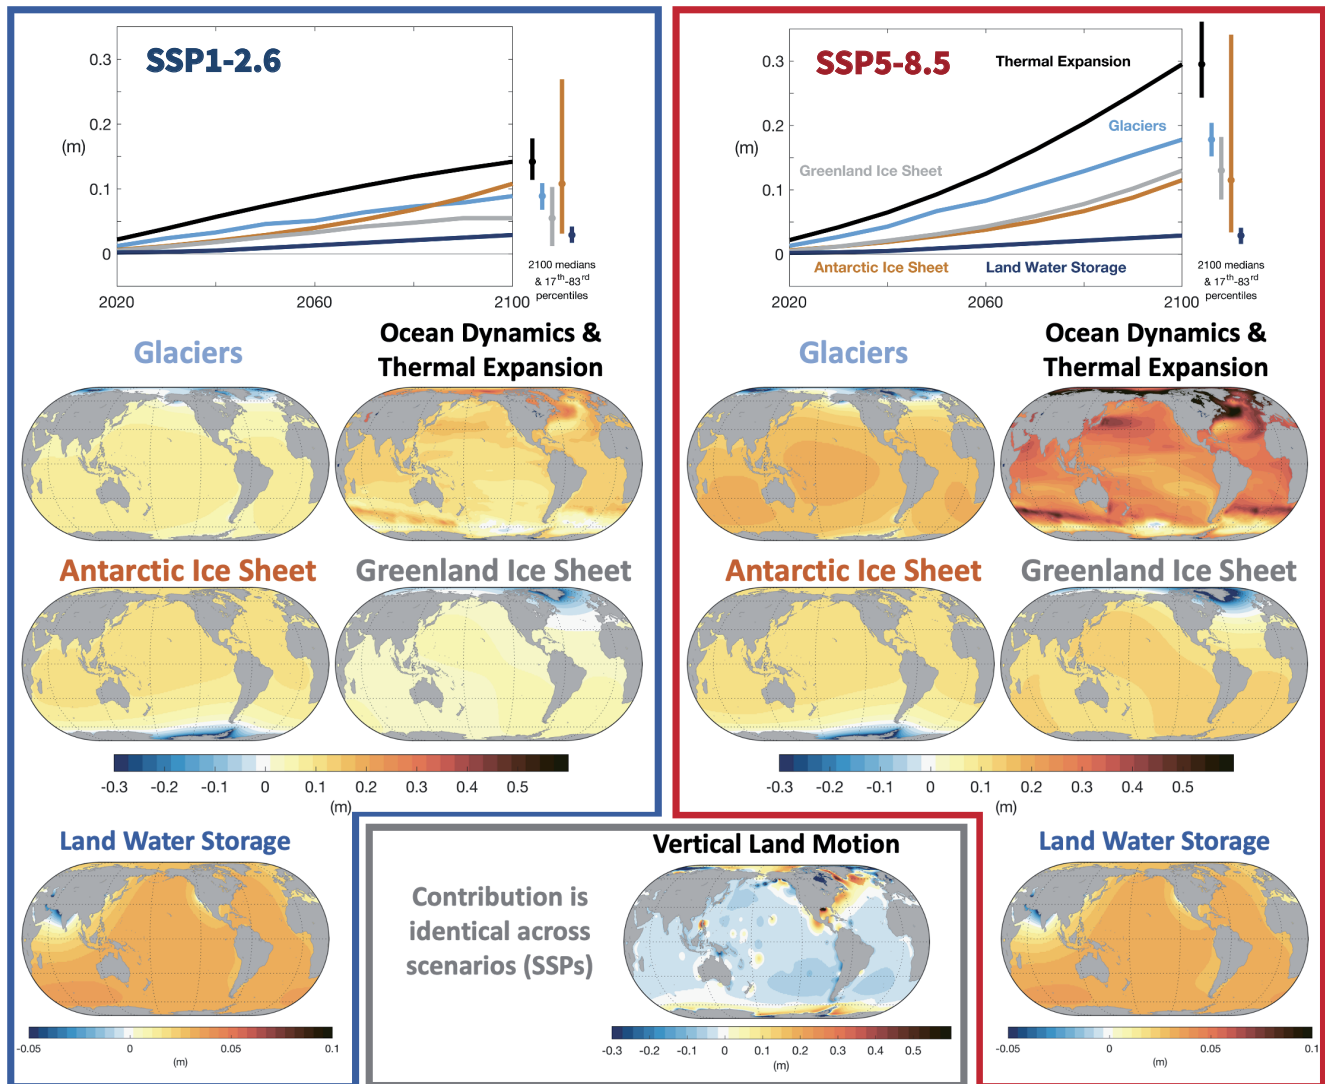 SSP1-2.6
0.3
0.2
(m)
0.1
0
2020
2060
2100
2100 medians
& 17th-83rd
percentiles
Glaciers
Ocean Dynamics &
Thermal Expansion
Antarctic Ice Sheet
Greenland Ice Sheet
-0.3
-0.2
-0.1
0
0.1
0.2
0.3
0.4
0.5
(m)
Land Water Storage
-0.05
0
0.05
0.1
(m)
SSP5-8.5
Thermal Expansion
Glaciers
Greenland Ice Sheet
Antarctic Ice Sheet
Land Water Storage
0.3
0.2
(m)
0.1
0
2020
2060
2100
2100 medians
& 17th-83rd
percentiles
Glaciers
Ocean Dynamics &
Thermal Expansion
Antarctic Ice Sheet
Greenland Ice Sheet
-0.3
-0.2
-0.1
0
0.1
0.2
0.3
0.4
0.5
(m)
Contribution is
identical across
scenarios (SSPs)
Vertical Land Motion
-0.3
-0.2
-0.1
0
0.1
0.2
0.3
0.4
0.5
(m)
Land Water Storage
-0.05
0
0.05
0.1
(m)